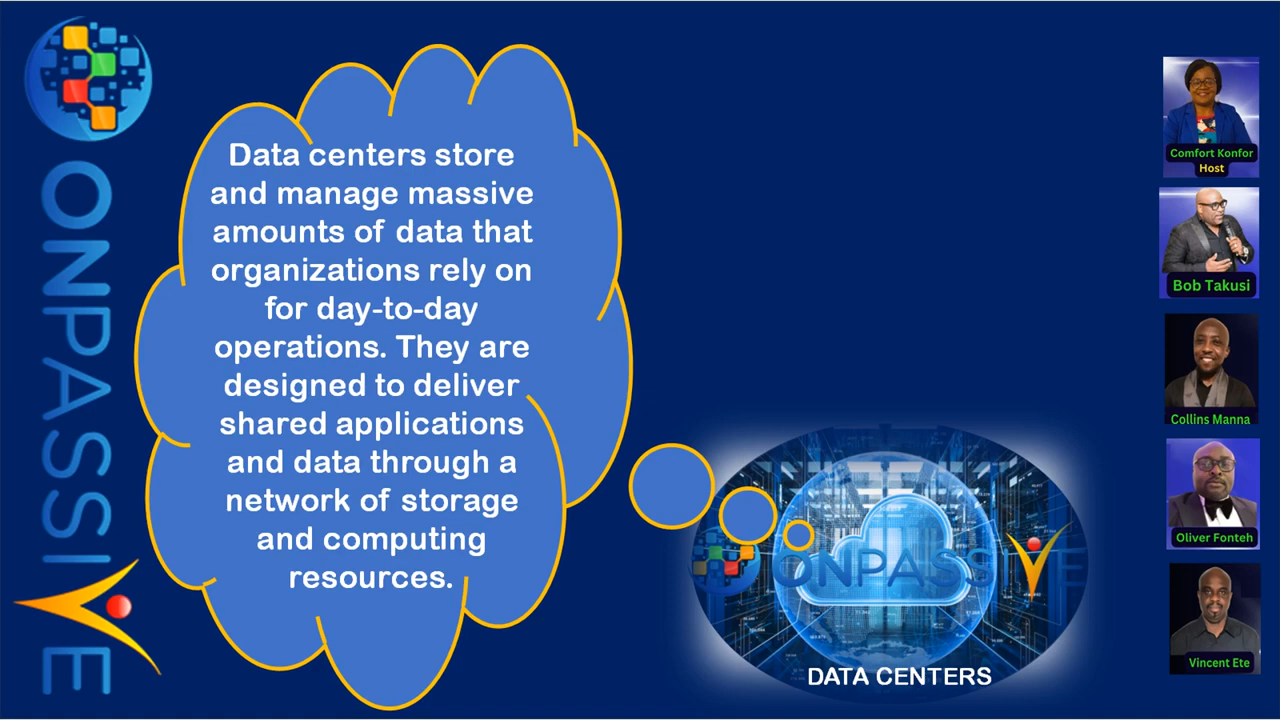 ONPASSIVE
Data centers store
and manage massive
amounts of data that
organizations rely on
for day-to-day
operations. They are
designed to deliver
shared applications
and data through a
network of storage
and computing
resources.
ONPASSIVE
DATA CENTERS
Comfort Konfor
Host
Bob Takusi
Collins Manna
Oliver Fonteh
Vincent Ete